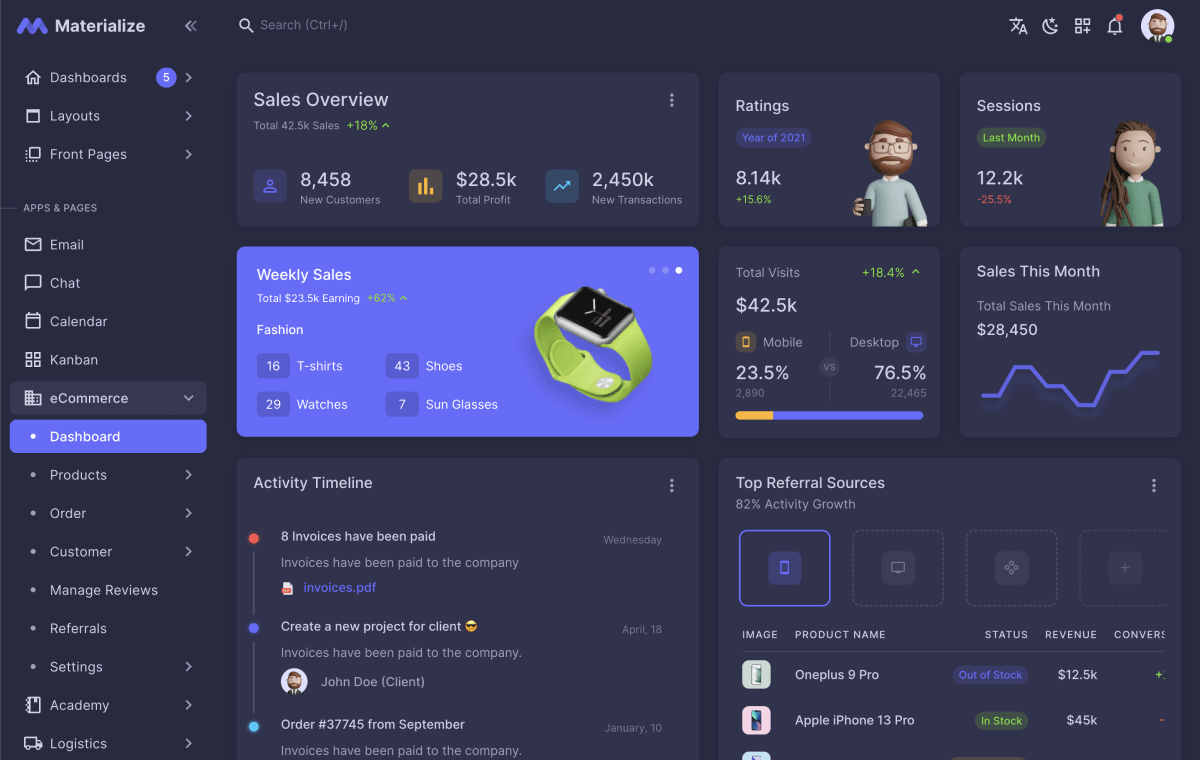 Materialize
Search (Ctrl+/)
Dashboards 5
Layouts
Front Pages
APPS & PAGES
Email
Chat
Calendar
Kanban
eCommerce
Dashboard
Products
Order
Customer
Manage Reviews
Referrals
Settings
Academy
Logistics
Sales Overview
Total 42.5k Sales +18%
8,458
New Customers
$28.5k
Total Profit
2,450k
New Transactions
Ratings
Year of 2021
8.14k
+15.6%
Sessions
Last Month
12.2k
-25.5%
Weekly Sales
Total $23.5k Earning +62%
Fashion
16 T-shirts
43 Shoes
29 Watches
7 Sun Glasses
Total Visits +18.4%
$42.5k
Mobile
Desktop
VS
23.5%
76.5%
2,890
22,465
Sales This Month
Total Sales This Month
$28,450
Activity Timeline
8 Invoices have been paid
Wednesday
Invoices have been paid to the company
invoices.pdf
Create a new project for client 😎
April, 18
Invoices have been paid to the company.
John Doe (Client)
Order #37745 from September
January, 10
Invoices have been paid to the company.
Top Referral Sources
82% Activity Growth
IMAGE PRODUCT NAME STATUS REVENUE CONVERS
Oneplus 9 Pro Out of Stock $12.5k +
Apple iPhone 13 Pro In Stock $45k -